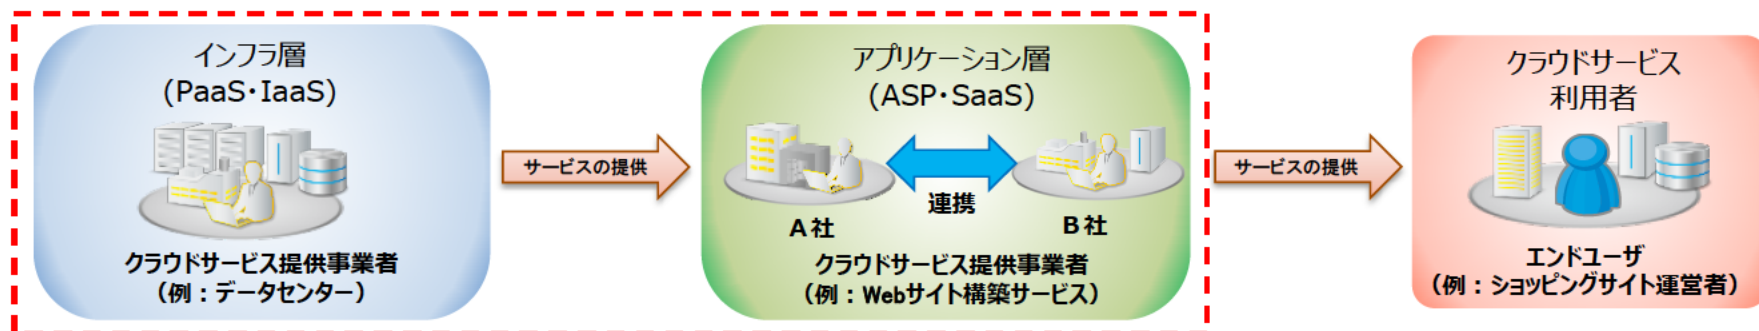 インフラ層
(PaaS・IaaS)
クラウドサービス提供事業者
（例：データセンター）
サービスの提供
アプリケーション層
(ASP・SaaS)
連携
A社
B社
クラウドサービス提供事業者
（例：Webサイト構築サービス）
サービスの提供
クラウドサービス
利用者
エンドユーザ
（例：ショッピングサイト運営者）